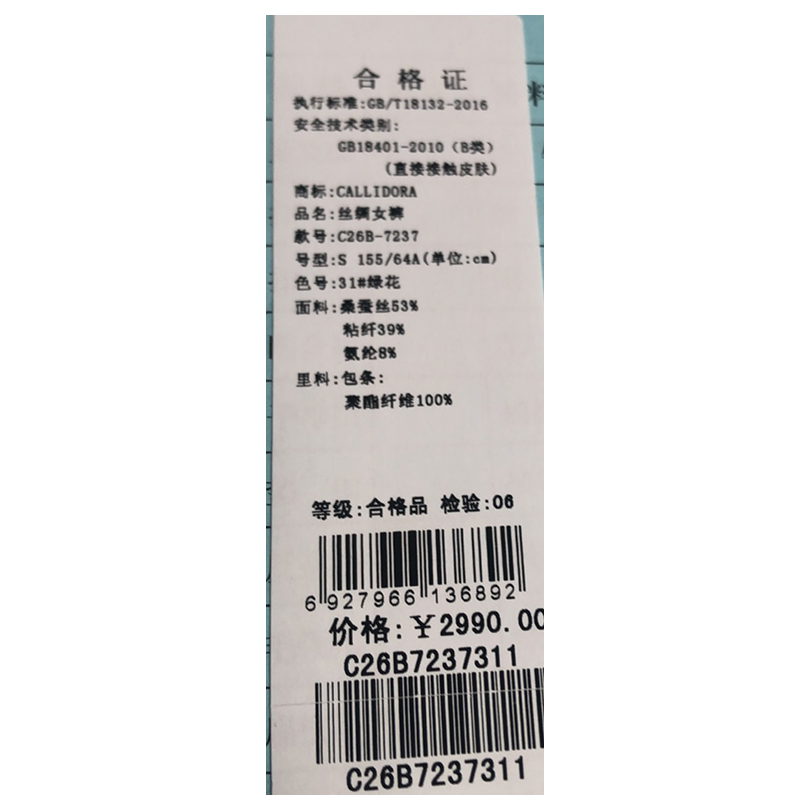 合格证
执行标准:GB/T18132-2016
安全技术类别:
GB18401-2010(B类)
(直接接触皮肤)
商标:CALLIDORA
品名:丝绸女裤
款号:C26B-7237
号型:S 155/64A(单位:cm)
色号:31#绿花
面料:桑蚕丝53%
粘纤39%
氨纶8%
里料:包条:
聚酯纤维100%
等级:合格品 检验:06
6 927966 136892
价格:¥2990.00
C26B7237311
C26B7237311
料